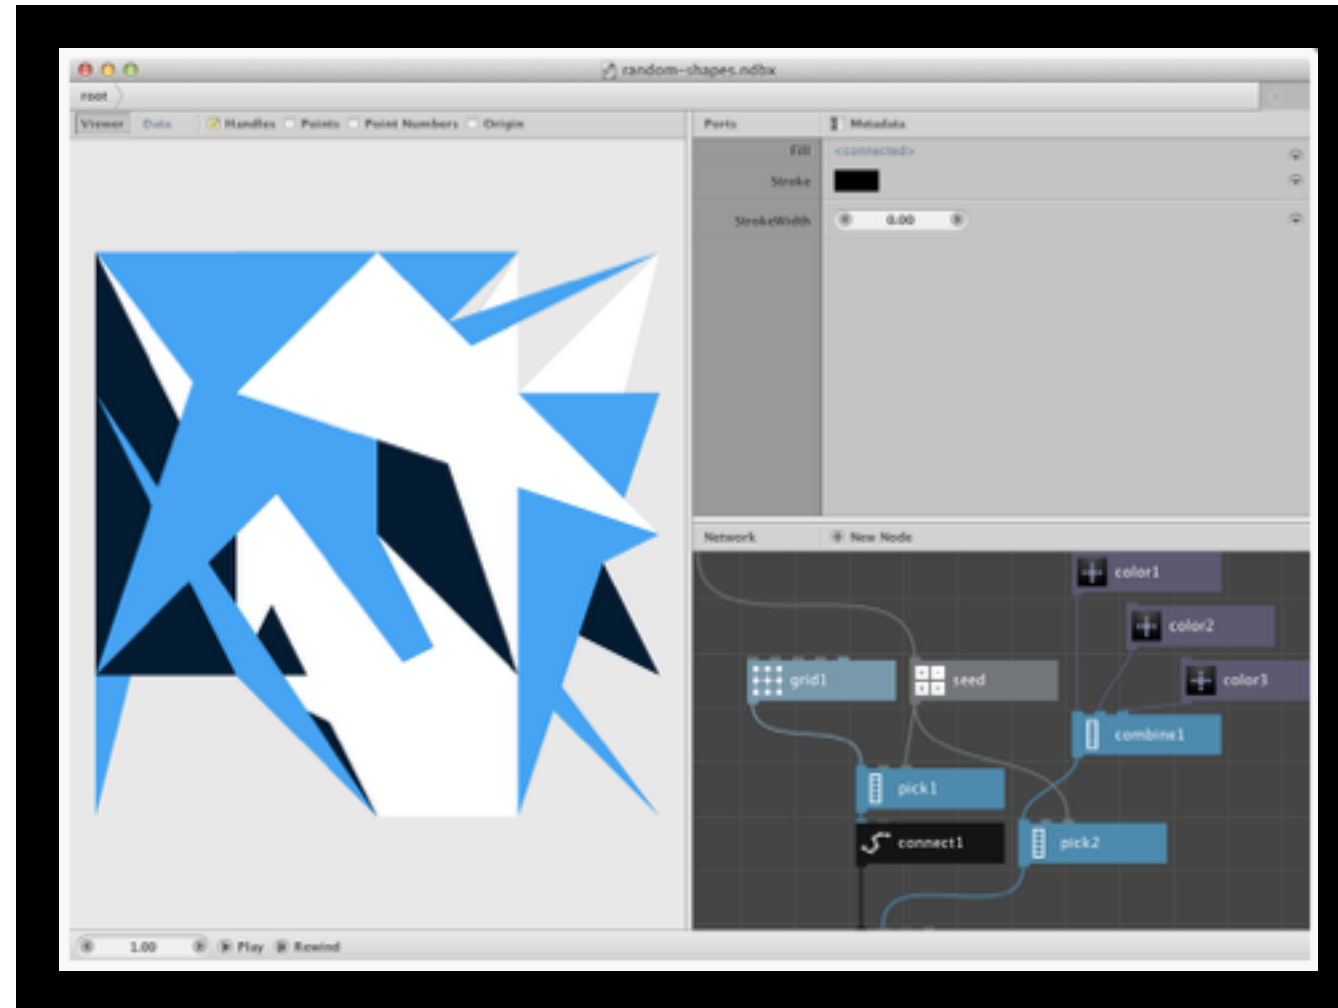 random-shapes.ndbx
root
Viewer Data Handles Points Point Numbers Origin
Ports Metadata
Fill <connected>
Stroke
StrokeWidth 0.00
Network New Node
color1
color2
grid1 seed color3
combine1
pick1
connect1 pick2
1.00 Play Rewind